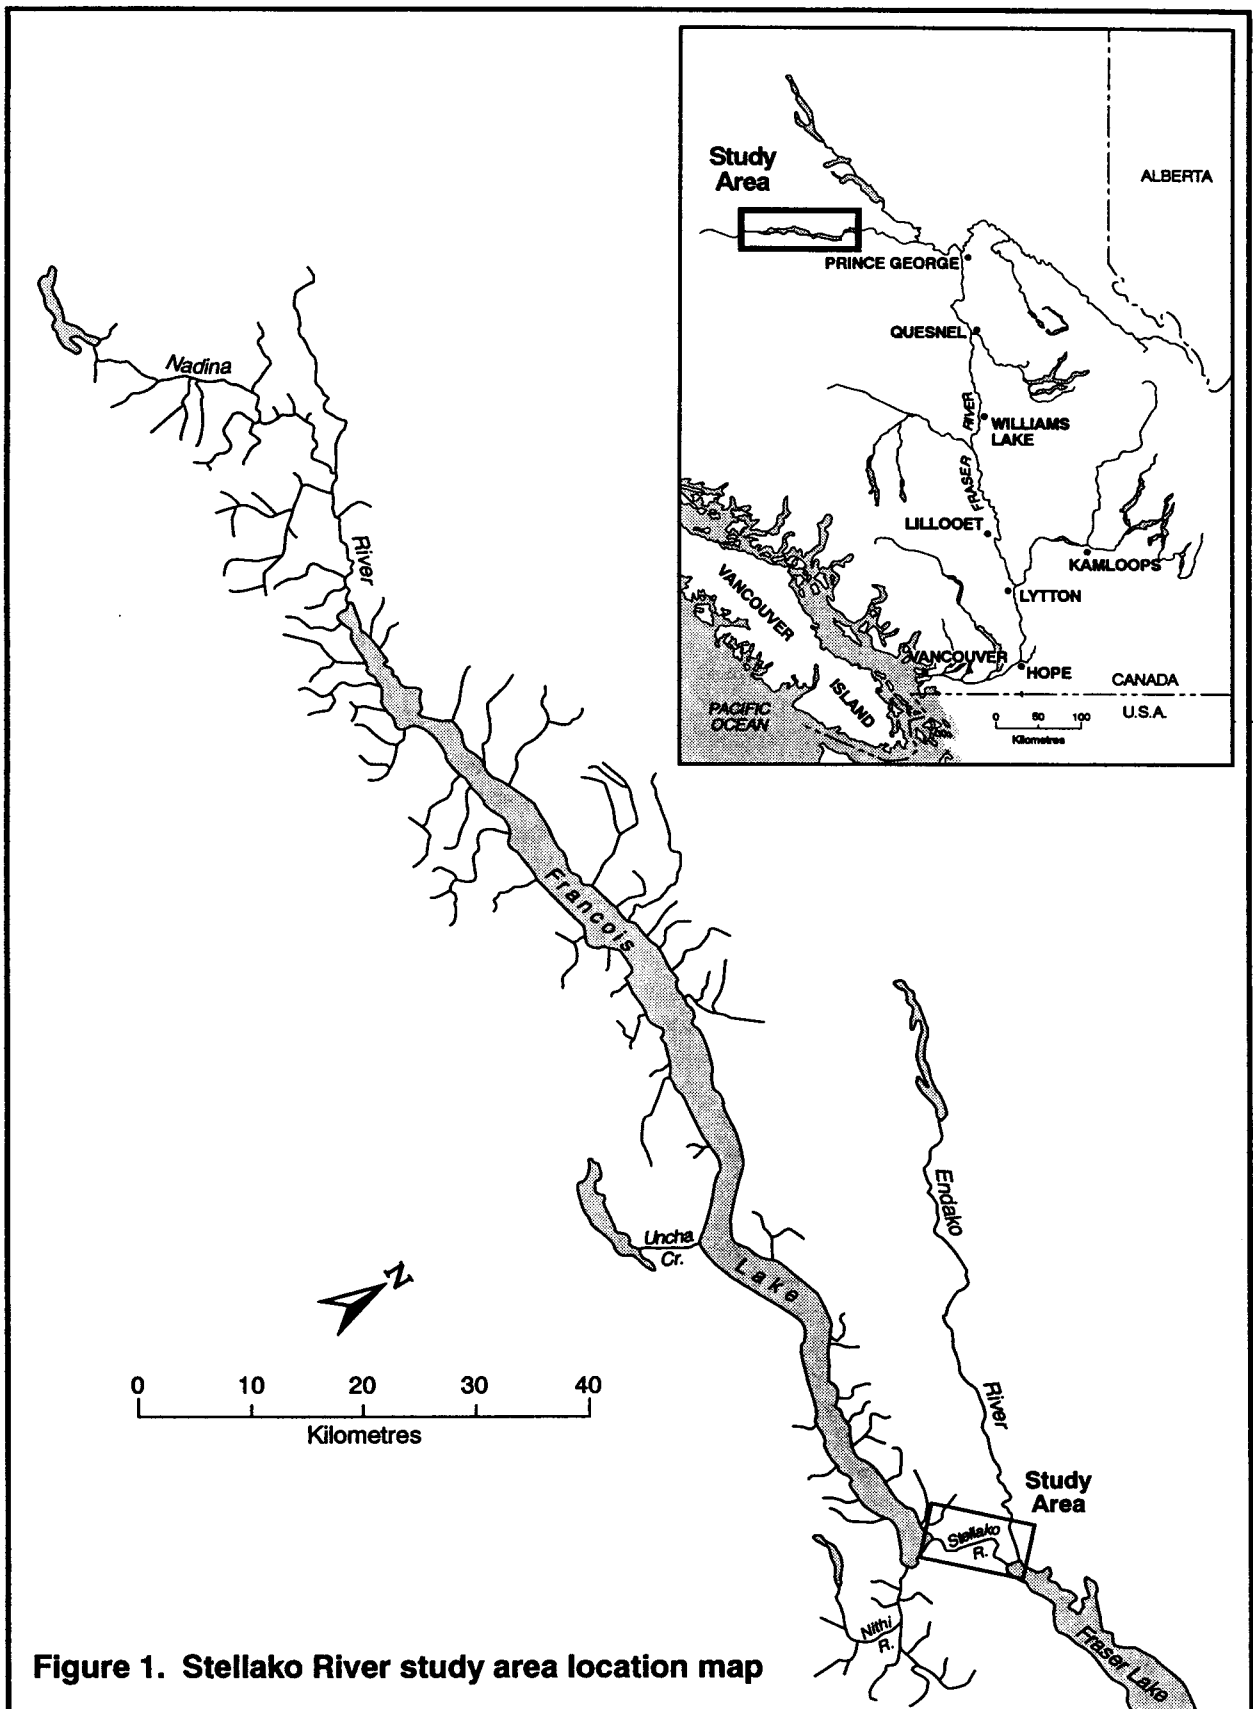 Study
Area
ALBERTA
PRINCE GEORGE
QUESNEL
RIVER
WILLIAMS
LAKE
FRASER
LILLOOET
KAMLOOPS
LYTTON
VANCOUVER
ISLAND
VANCOUVER
HOPE
CANADA
U.S.A.
PACIFIC
OCEAN
0 50 100
Kilometres
Nadina
River
Francois
Lake
Uncha
Cr.
Endako
River
N
0 10 20 30 40
Kilometres
Study
Area
Stellako
R.
Nithi
R.
Fraser Lake
Figure 1. Stellako River study area location map